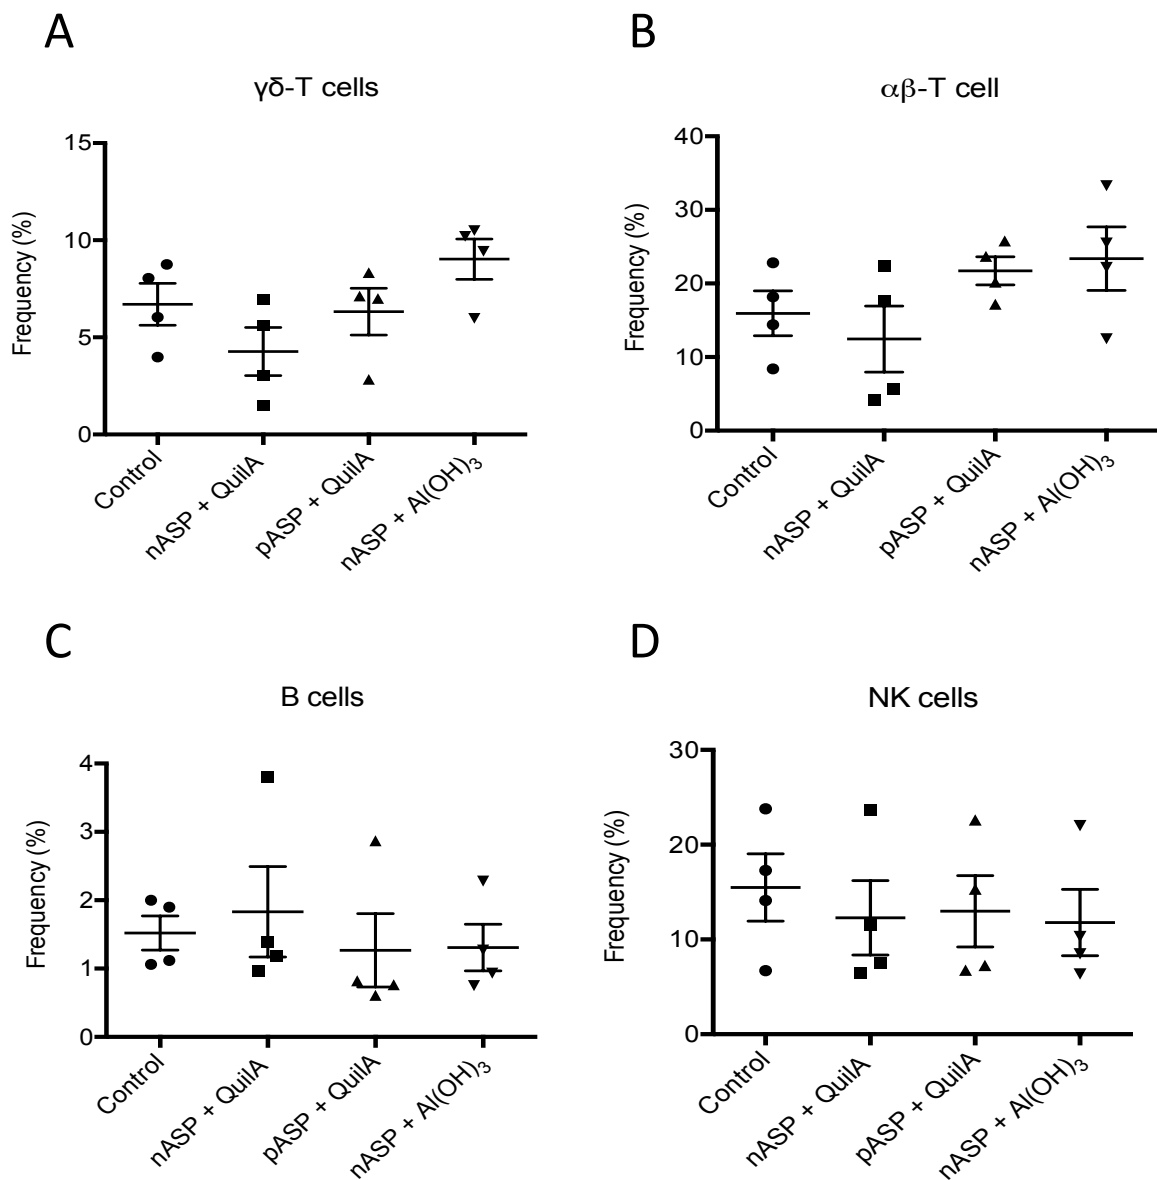 A
γδ-T cells
Frequency (%)
15
10
5
0
Control
nASP + QuilA
pASP + QuilA
nASP + Al(OH)3
B
αβ-T cell
Frequency (%)
40
30
20
10
0
Control
nASP + QuilA
pASP + QuilA
nASP + Al(OH)3
C
B cells
Frequency (%)
4
3
2
1
0
Control
nASP + QuilA
pASP + QuilA
nASP + Al(OH)3
D
NK cells
Frequency (%)
30
20
10
0
Control
nASP + QuilA
pASP + QuilA
nASP + Al(OH)3